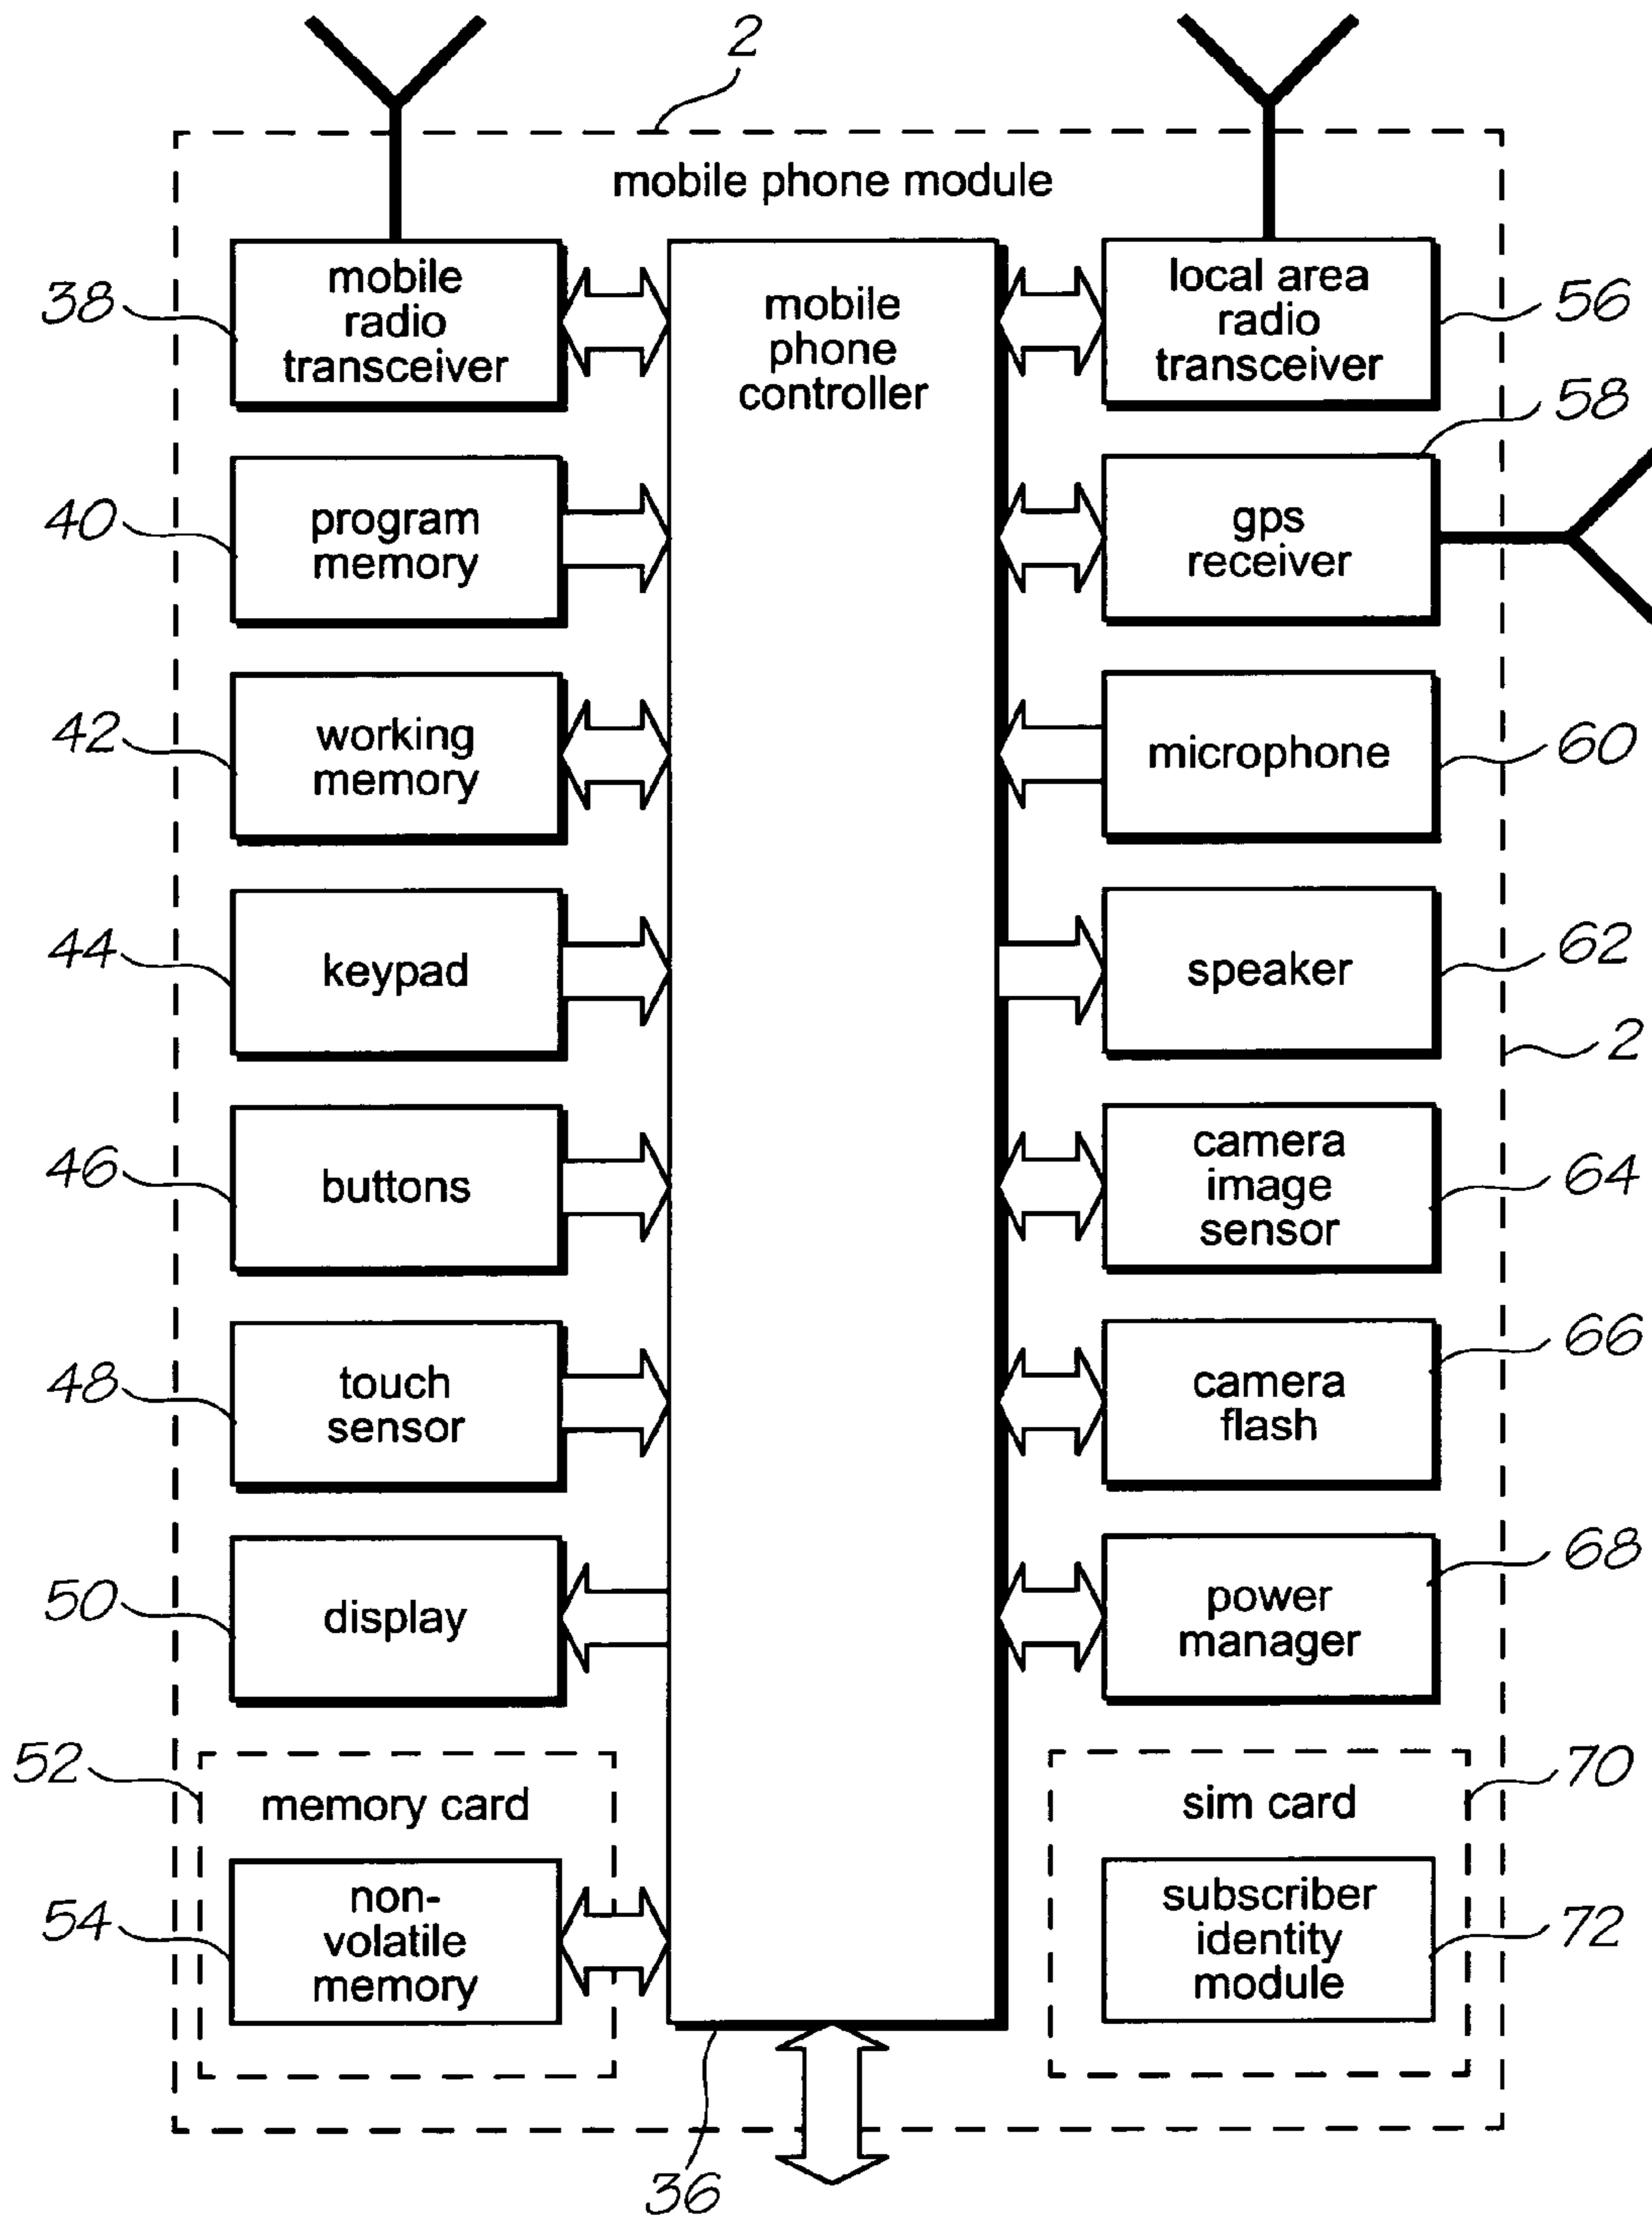 2
mobile phone module
38
mobile
radio
transceiver
mobile
phone
controller
local area
radio
transceiver
56
58
40
program
memory
gps
receiver
42
working
memory
microphone
60
44
keypad
speaker
62
2
46
buttons
camera
image
sensor
64
48
touch
sensor
camera
flash
66
50
display
power
manager
68
52
memory card
sim card
70
54
non-
volatile
memory
subscriber
identity
module
72
36